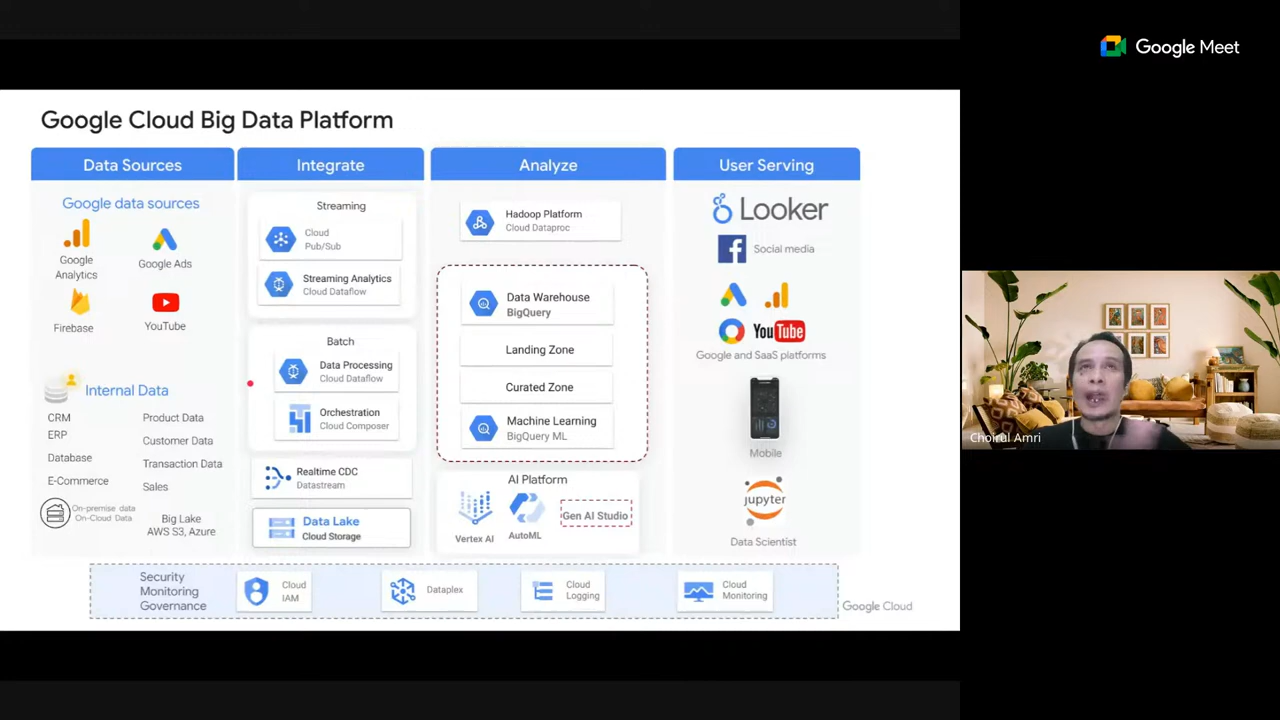 Google Meet
Google Cloud Big Data Platform
Data Sources
Google data sources
Google
Analytics
Google Ads
Firebase
YouTube
Internal Data
CRM
ERP
Database
E-Commerce
Product Data
Customer Data
Transaction Data
Sales
On-premise data
On-Cloud Data
Big Lake
AWS S3, Azure
Integrate
Streaming
Cloud
Pub/Sub
Streaming Analytics
Cloud Dataflow
Batch
Data Processing
Cloud Dataflow
Orchestration
Cloud Composer
Realtime CDC
Datastream
Data Lake
Cloud Storage
Analyze
Hadoop Platform
Cloud Dataproc
Data Warehouse
BigQuery
Landing Zone
Curated Zone
Machine Learning
BigQuery ML
AI Platform
Vertex AI
AutoML
Gen AI Studio
User Serving
Looker
Social media
YouTube
Google and SaaS platforms
Mobile
jupyter
Data Scientist
Security
Monitoring
Governance
Cloud
IAM
Dataplex
Cloud
Logging
Cloud
Monitoring
Google Cloud
Choirul Amri